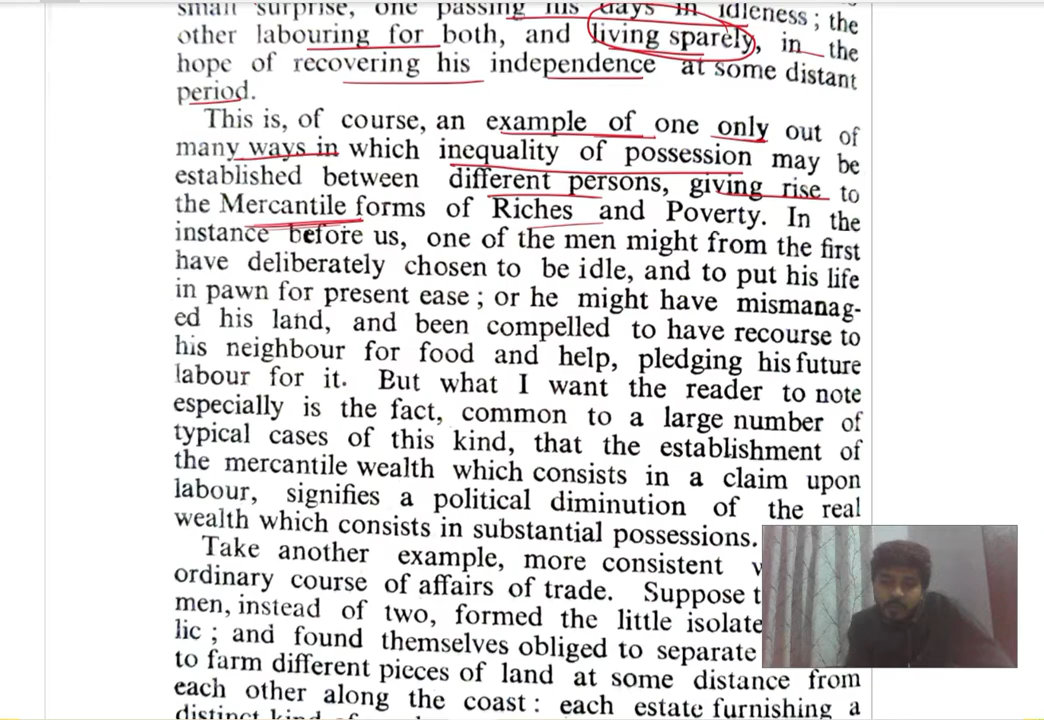 small surprise, one passing his days in idleness ; the
other labouring for both, and living sparely, in the
hope of recovering his independence at some distant
period.
This is, of course, an example of one only out of
many ways in which inequality of possession may be
established between different persons, giving rise to
the Mercantile forms of Riches and Poverty. In the
instance before us, one of the men might from the first
have deliberately chosen to be idle, and to put his life
in pawn for present ease ; or he might have mismanag-
ed his land, and been compelled to have recourse to
his neighbour for food and help, pledging his future
labour for it. But what I want the reader to note
especially is the fact, common to a large number of
typical cases of this kind, that the establishment of
the mercantile wealth which consists in a claim upon
labour, signifies a political diminution of the real
wealth which consists in substantial possessions.
Take another example, more consistent
ordinary course of affairs of trade. Suppose
men, instead of two, formed the little
lic ; and found themselves obliged to separate
to farm different pieces of land at some distance from
each other along the coast : each estate furnishing a
distinct